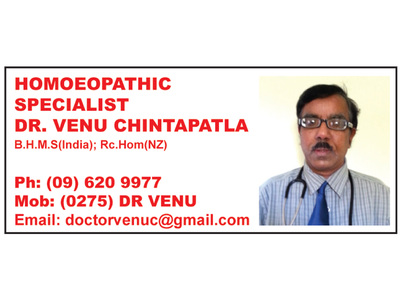 HOMOEOPATHIC
SPECIALIST
DR. VENU CHINTAPATLA
B.H.M.S(India); Rc.Hom(NZ)
Ph: (09) 620 9977
Mob: (0275) DR VENU
Email: doctorvenuc@gmail.com